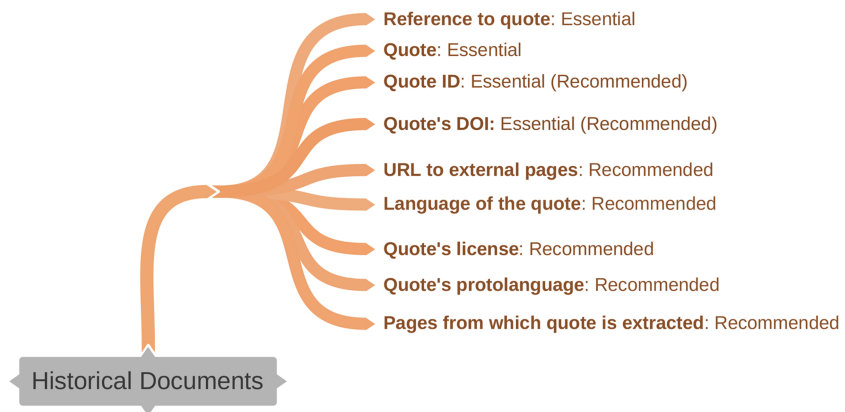 Reference to quote: Essential
Quote: Essential
Quote ID: Essential (Recommended)
Quote's DOI: Essential (Recommended)
URL to external pages: Recommended
Language of the quote: Recommended
Quote's license: Recommended
Quote's protolanguage: Recommended
Pages from which quote is extracted: Recommended
Historical Documents